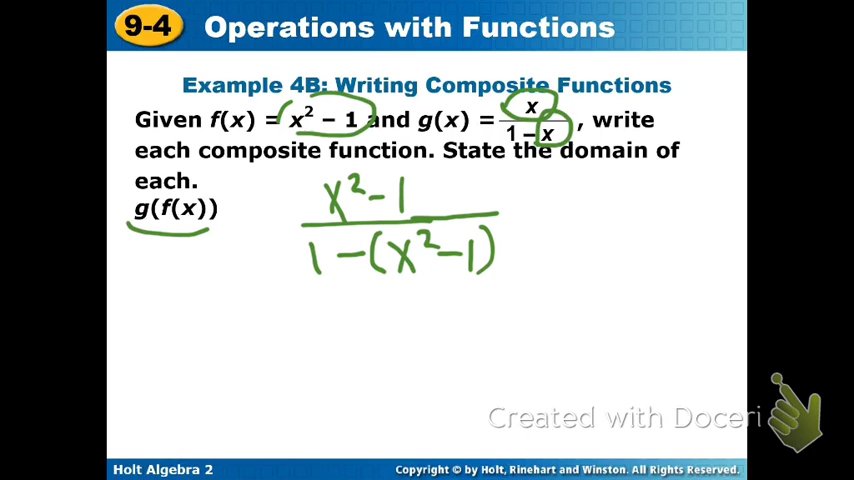 9-4 Operations with Functions
Example 4B: Writing Composite Functions
Given f(x) = x² − 1 and g(x) = x / (1 − x), write
each composite function. State the domain of
each.
g(f(x))
x² − 1
1 − (x² − 1)
Created with Doceri
Holt Algebra 2
Copyright © by Holt, Rinehart and Winston. All Rights Reserved.